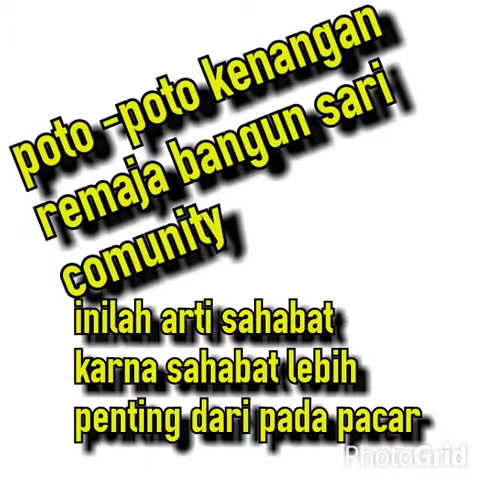 poto -poto kenangan
remaja bangun sari
comunity
inilah arti sahabat
karna sahabat lebih
penting dari pada pacar
PhotoGrid